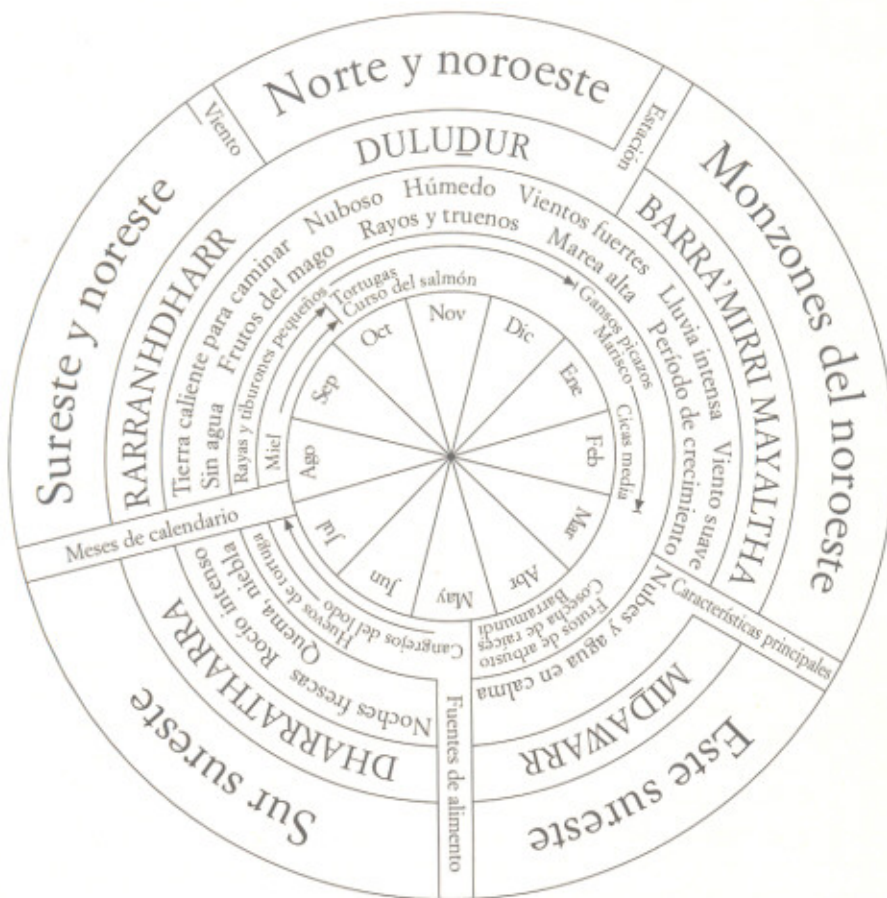 Norte y noroeste
Monzones del noroeste
Este sureste
Sur sureste
Sureste y noreste
Viento
Estación
Características principales
Fuentes de alimento
Meses de calendario
DULUḎUR
BARRA'MIRRI MAYALTHA
MIḎAWARR
DHARRATHARRA
RARRANHDHARR
Tierra caliente para caminar
Sin agua
Frutos del mago
Nuboso
Húmedo
Rayos y truenos
Vientos fuertes
Marea alta
Lluvia intensa
Período de crecimiento
Viento suave
Nubes y agua en calma
Noches frescas
Rocío intenso
Quema, niebla
Rayas y tiburones pequeños
Miel
Tortugas
Curso del salmón
Gansos picazos
Marisco
Cicas media
Frutos de arbusto
Cosecha de raíces
Barramundi
Cangrejos del lodo
Huevos de tortuga
Ene
Feb
Mar
Abr
May
Jun
Jul
Ago
Sep
Oct
Nov
Dic